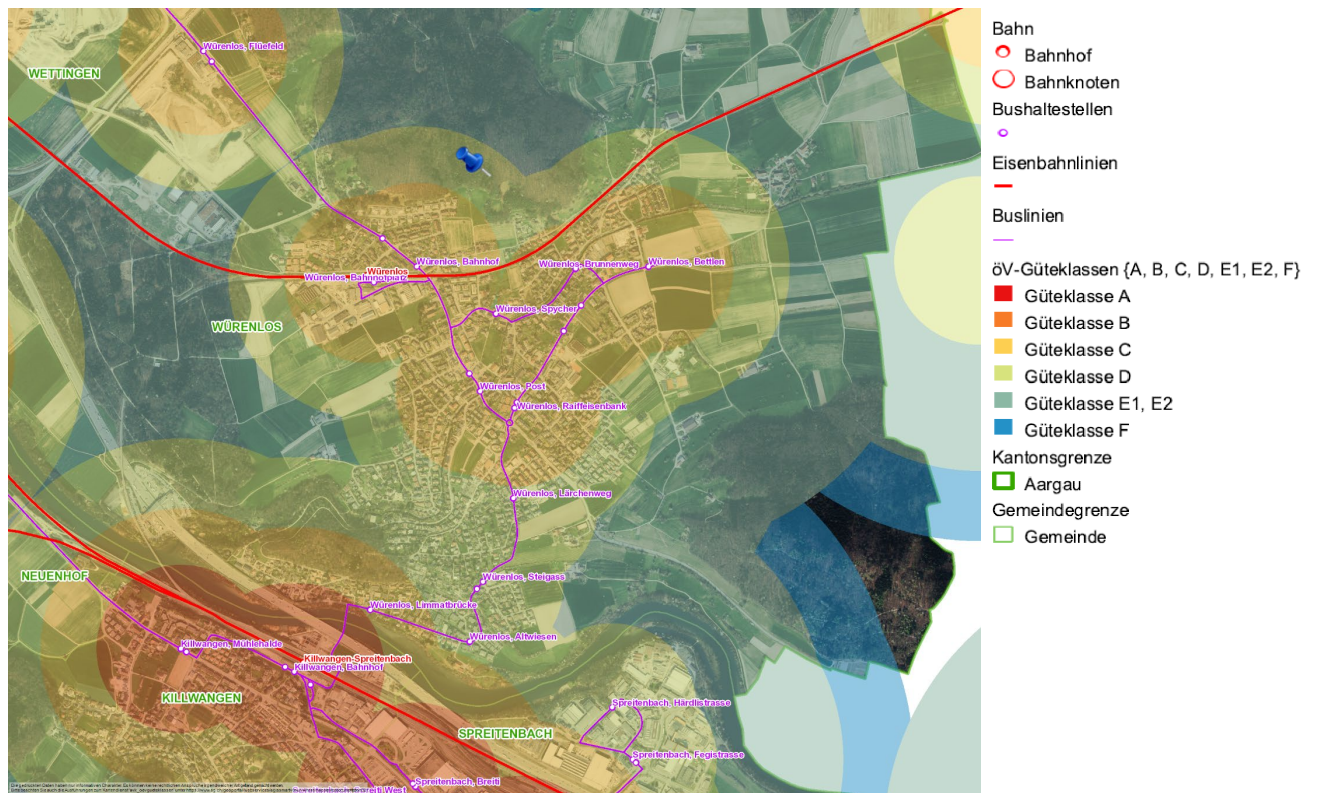 Würenlos, Flüefeld
WETTINGEN
Würenlos, Bahnhof
Würenlos
Würenlos, Bahnhofplatz
Würenlos, Brunnenweg
Würenlos, Bettlen
Würenlos, Spycher
WÜRENLOS
Würenlos, Post
Würenlos, Raiffeisenbank
Würenlos, Lärchenweg
NEUENHOF
Würenlos, Steigass
Würenlos, Limmatbrücke
Würenlos, Altwiesen
Killwangen, Mühlehalde
Killwangen-Spreitenbach
Killwangen, Bahnhof
KILLWANGEN
Spreitenbach, Härdlistrasse
SPREITENBACH
Spreitenbach, Fegistrasse
Spreitenbach, Breiti
Bahn
Bahnhof
Bahnknoten
Bushaltestellen
Eisenbahnlinien
Buslinien
öV-Güteklassen {A, B, C, D, E1, E2, F}
Güteklasse A
Güteklasse B
Güteklasse C
Güteklasse D
Güteklasse E1, E2
Güteklasse F
Kantonsgrenze
Aargau
Gemeindegrenze
Gemeinde